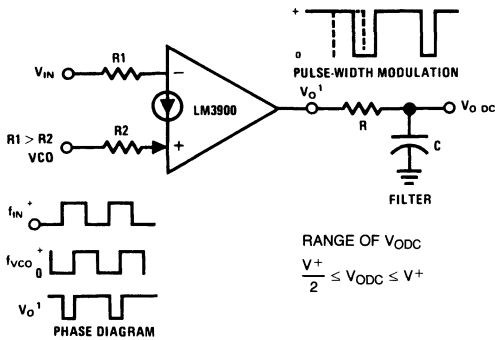 +
0
PULSE-WIDTH MODULATION
VIN
R1
−
LM3900
VO1
R
VO DC
R1 > R2
VCO
R2
+
C
FILTER
fIN
+
fVCO
+
0
VO1
PHASE DIAGRAM
RANGE OF VODC
V+
2
≤ VODC ≤ V+